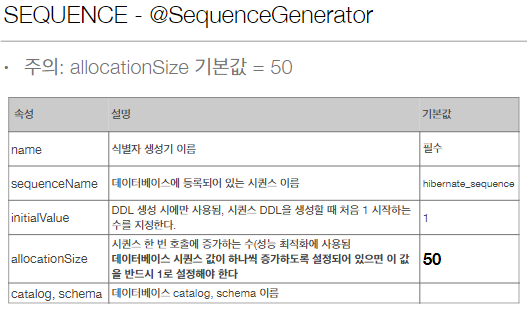 SEQUENCE - @SequenceGenerator
• 주의: allocationSize 기본값 = 50
속성 설명 기본값
name 식별자 생성기 이름 필수
sequenceName 데이터베이스에 등록되어 있는 시퀀스 이름 hibernate_sequence
DDL 생성 시에만 사용됨, 시퀀스 DDL을 생성할 때 처음 1 시작하는
initialValue 수를 지정한다. 1
시퀀스 한 번 호출에 증가하는 수(성능 최적화에 사용됨
allocationSize 데이터베이스 시퀀스 값이 하나씩 증가하도록 설정되어 있으면 이 값 50
을 반드시 1로 설정해야 한다
catalog, schema 데이터베이스 catalog, schema 이름